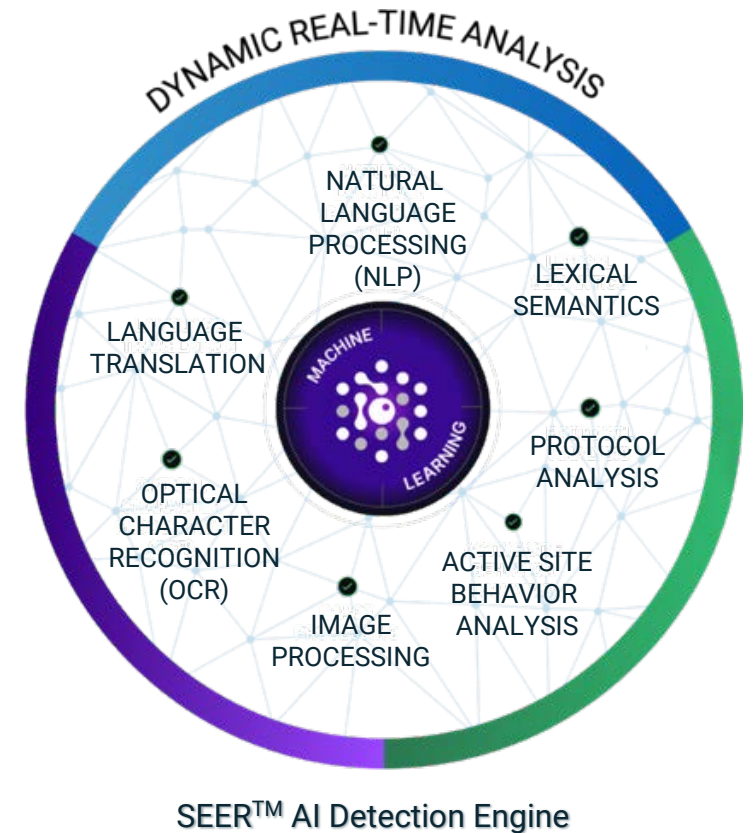 DYNAMIC REAL-TIME ANALYSIS
NATURAL
LANGUAGE
PROCESSING
(NLP)
LEXICAL
SEMANTICS
LANGUAGE
TRANSLATION
MACHINE
LEARNING
PROTOCOL
ANALYSIS
OPTICAL
CHARACTER
RECOGNITION
(OCR)
ACTIVE SITE
BEHAVIOR
ANALYSIS
IMAGE
PROCESSING
SEER™ AI Detection Engine